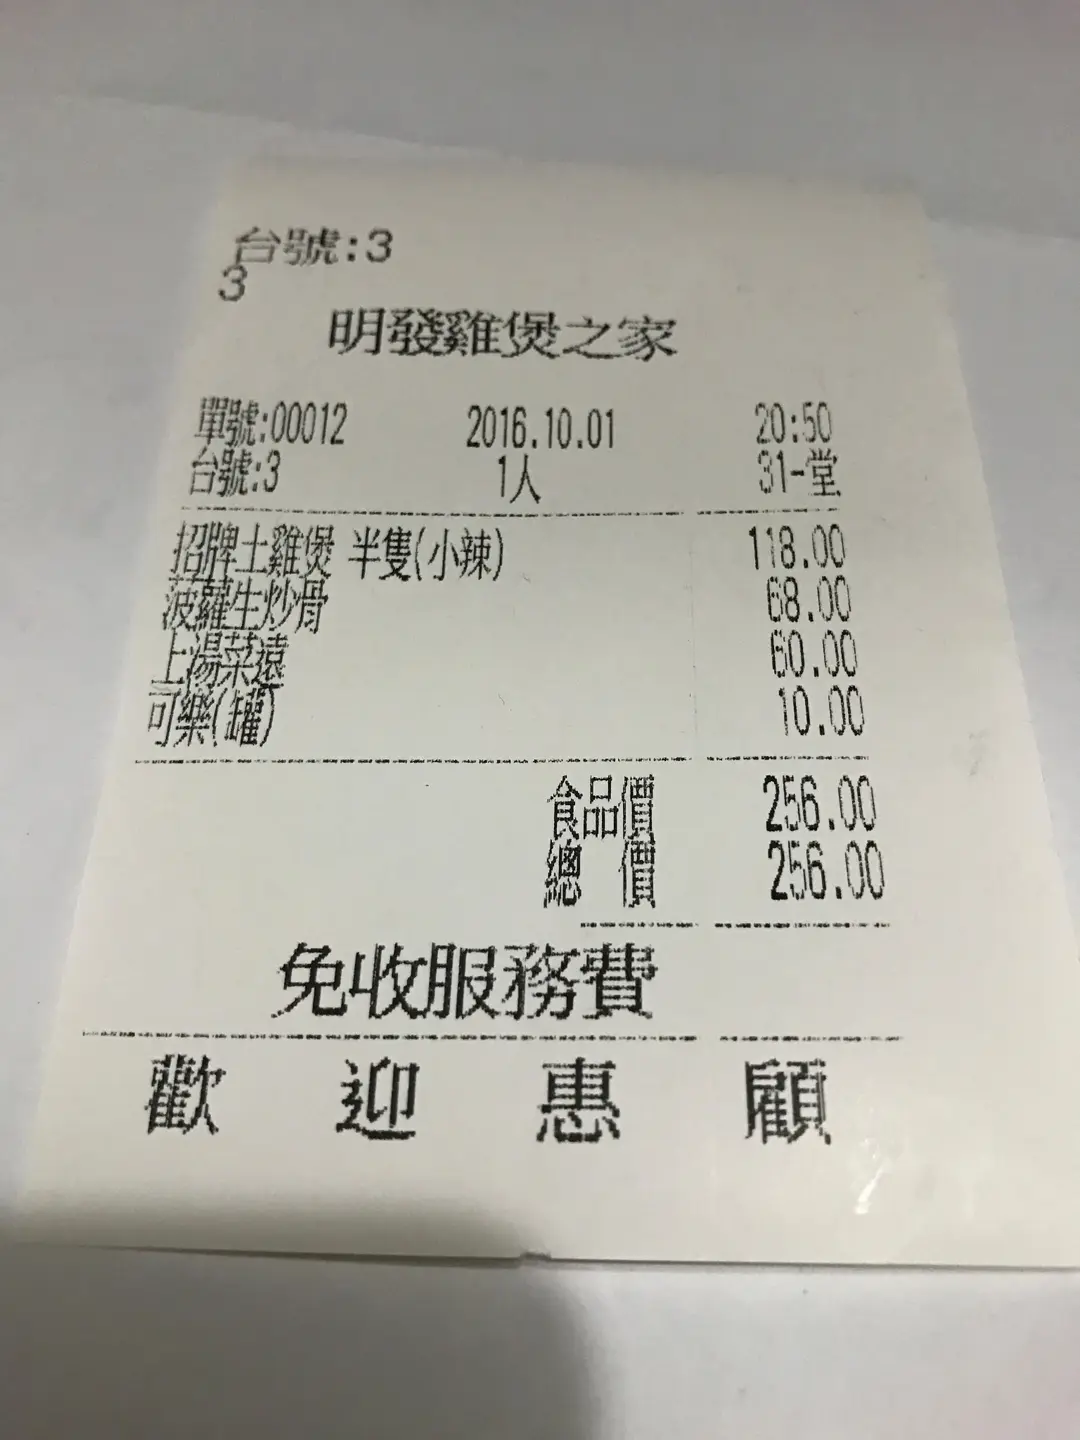 台號:3
3
明發雞煲之家
單號:00012 2016.10.01 20:50
台號:3 1人 31-堂
招牌土雞煲 半隻(小辣) 118.00
菠蘿生炒骨 68.00
上湯菜遠 60.00
可樂(罐) 10.00
食品價 256.00
總 價 256.00
免收服務費
歡 迎 惠 顧